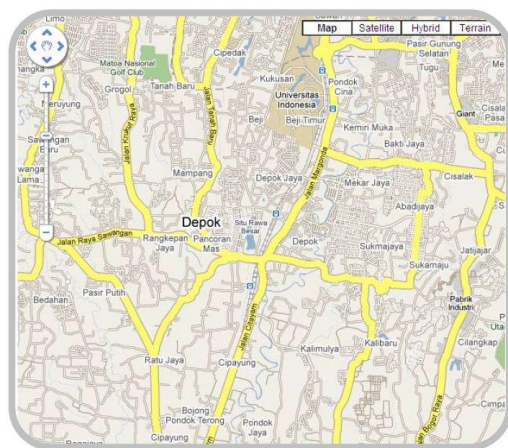 Limo
Map Satellite Hybrid Terrain
Cipedak
Pasir Gunung
Selatan
Tugu
Matoa Nasional
Golf Club
Kukusan
Pondok
Cina
Grogol
Tanah Baru
Universitas
Indonesia
Meruyung
Jalan Krukut Raya
Jalan Tanah Baru
Beji
Beji Timur
Giant
Kemiri Muka
Bakti Jaya
Mampang
Depok Jaya
Jalan Margonda
Mekar Jaya
Cisalak
Abadijaya
Depok
Situ Rawa
Besar
Jalan Raya Sawangan
Rangkepan
Jaya
Pancoran
Mas
Depok
Sukmajaya
Jatijajar
Sukamaju
Bedahan
Pasir Putih
Pabrik
Industri
Jalan Citayam
Ratu Jaya
Cipayung
Kalimulya
Kalibaru
Cilangkap
Bojong
Pondok Terong
Pondok
Jaya
Cipayung
Jalan Bogor Raya